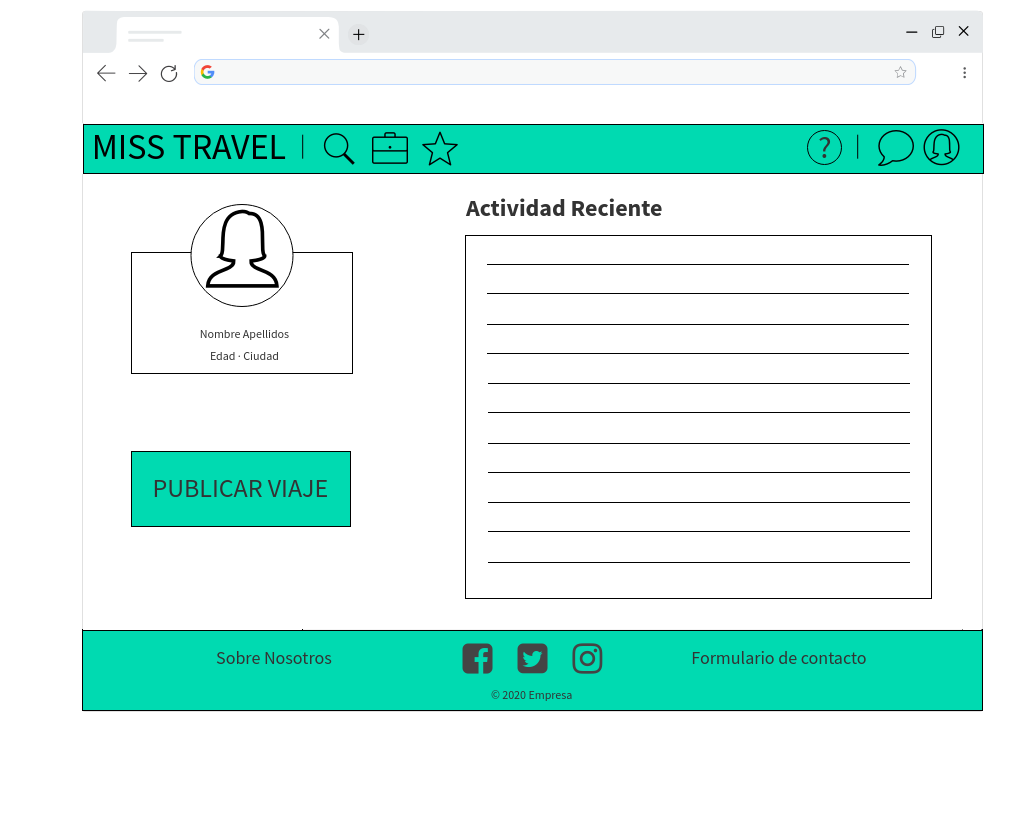 MISS TRAVEL
?
Actividad Reciente
Nombre Apellidos
Edad · Ciudad
PUBLICAR VIAJE
Sobre Nosotros
Formulario de contacto
© 2020 Empresa